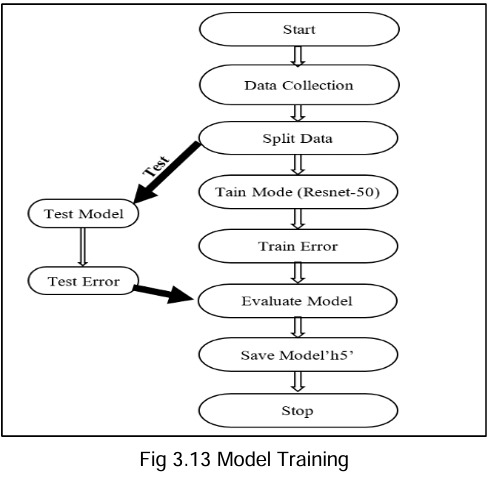 Start
Data Collection
Split Data
Test
Tain Mode (Resnet-50)
Test Model
Train Error
Test Error
Evaluate Model
Save Model'h5'
Stop
Fig 3.13 Model Training